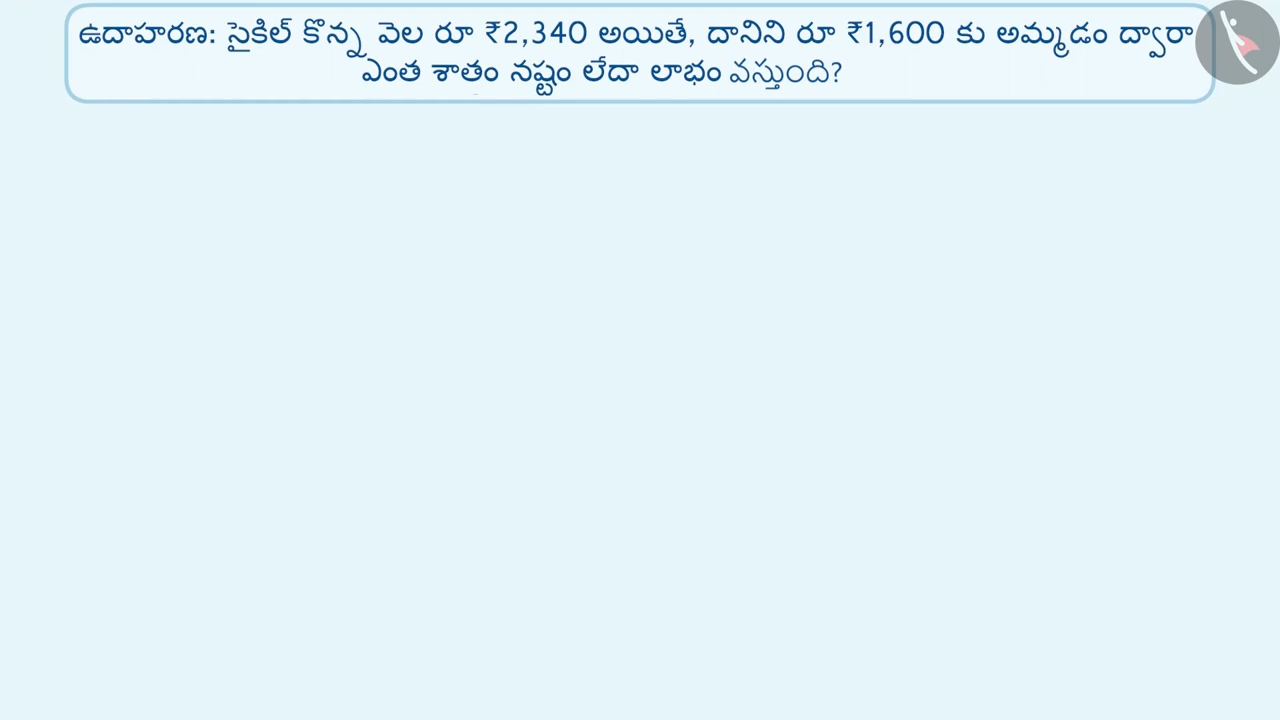 ఉదాహరణ: సైకిల్ కొన్న వెల రూ ₹2,340 అయితే, దానిని రూ ₹1,600 కు అమ్మడం ద్వారా
ఎంత శాతం నష్టం లేదా లాభం వస్తుంది?